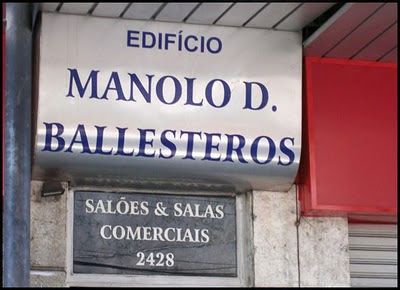 EDIFÍCIO
MANOLO D.
BALLESTEROS
SALÕES & SALAS
COMERCIAIS
2428